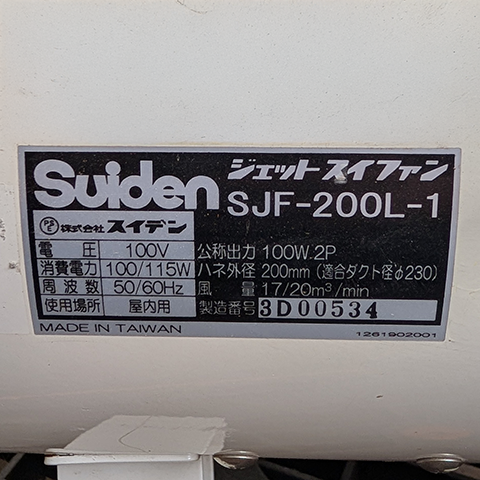 Suiden ジェットスイファン
SJF-200L-1
PSE 株式会社 スイデン
電圧 100V 公称出力 100W.2P
消費電力 100/115W ハネ外径 200mm (適合ダクト径φ230)
周波数 50/60Hz 風量 17/20m³/min
使用場所 屋内用 製造番号 3D00534
MADE IN TAIWAN 1261902001